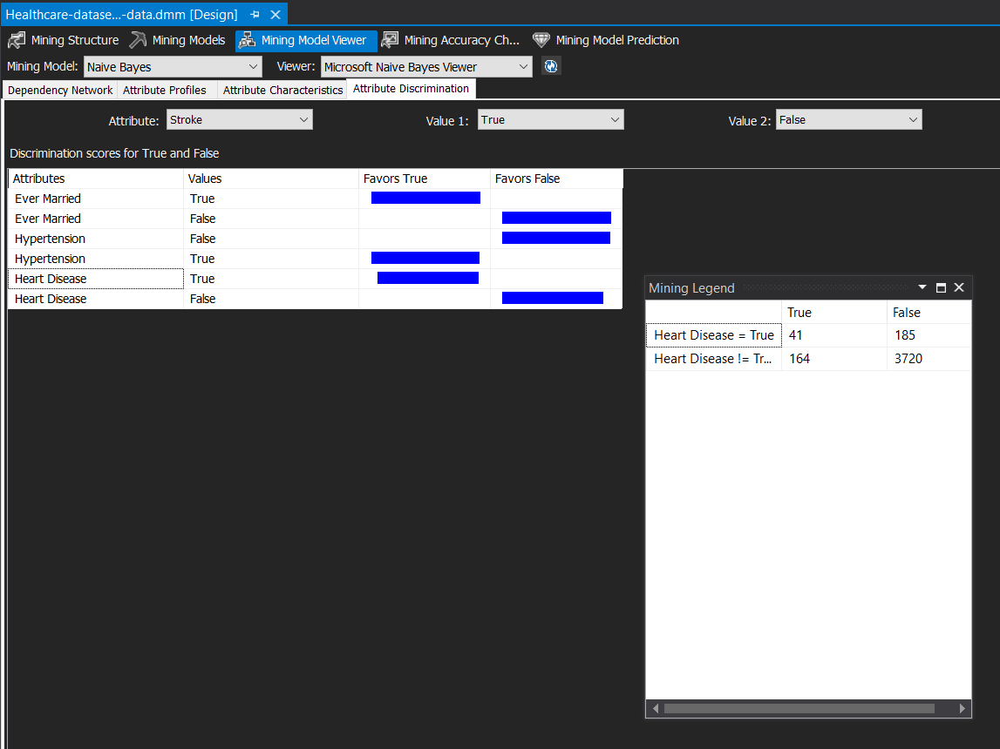 Healthcare-datase...-data.dmm [Design]
Mining Structure Mining Models Mining Model Viewer Mining Accuracy Ch... Mining Model Prediction
Mining Model: Naive Bayes Viewer: Microsoft Naive Bayes Viewer
Dependency Network Attribute Profiles Attribute Characteristics Attribute Discrimination
Attribute: Stroke Value 1: True Value 2: False
Discrimination scores for True and False
Attributes Values Favors True Favors False
Ever Married True
Ever Married False
Hypertension False
Hypertension True
Heart Disease True
Heart Disease False
Mining Legend
True False
Heart Disease = True 41 185
Heart Disease != Tr... 164 3720